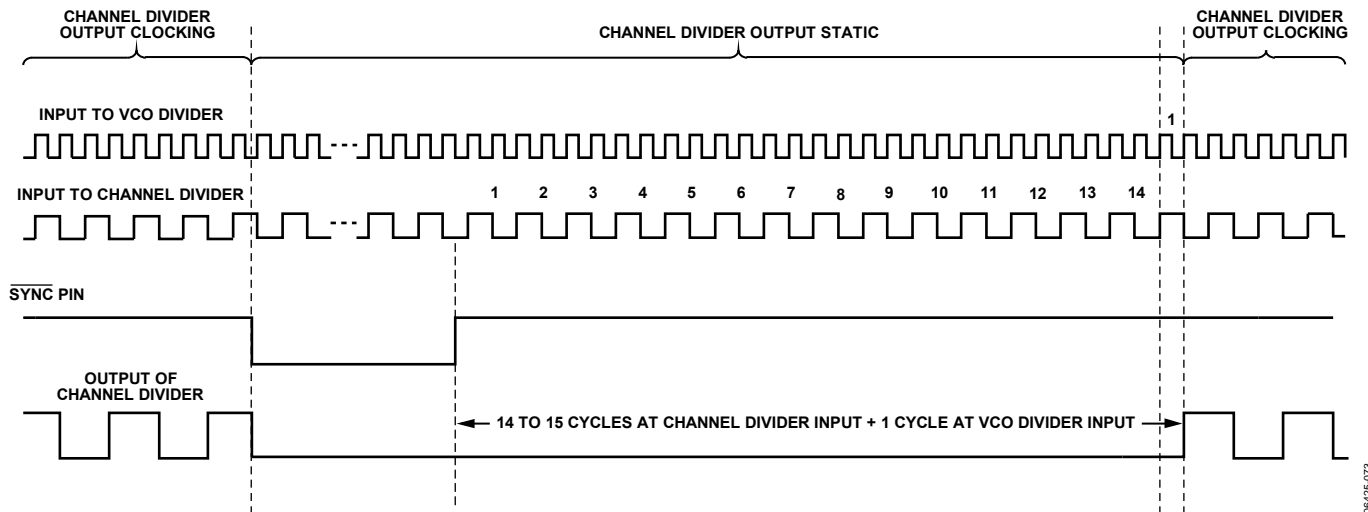 CHANNEL DIVIDER
OUTPUT CLOCKING
CHANNEL DIVIDER OUTPUT STATIC
CHANNEL DIVIDER
OUTPUT CLOCKING
INPUT TO VCO DIVIDER
1
INPUT TO CHANNEL DIVIDER
1 2 3 4 5 6 7 8 9 10 11 12 13 14
SYNC PIN
OUTPUT OF
CHANNEL DIVIDER
14 TO 15 CYCLES AT CHANNEL DIVIDER INPUT + 1 CYCLE AT VCO DIVIDER INPUT
06425-073